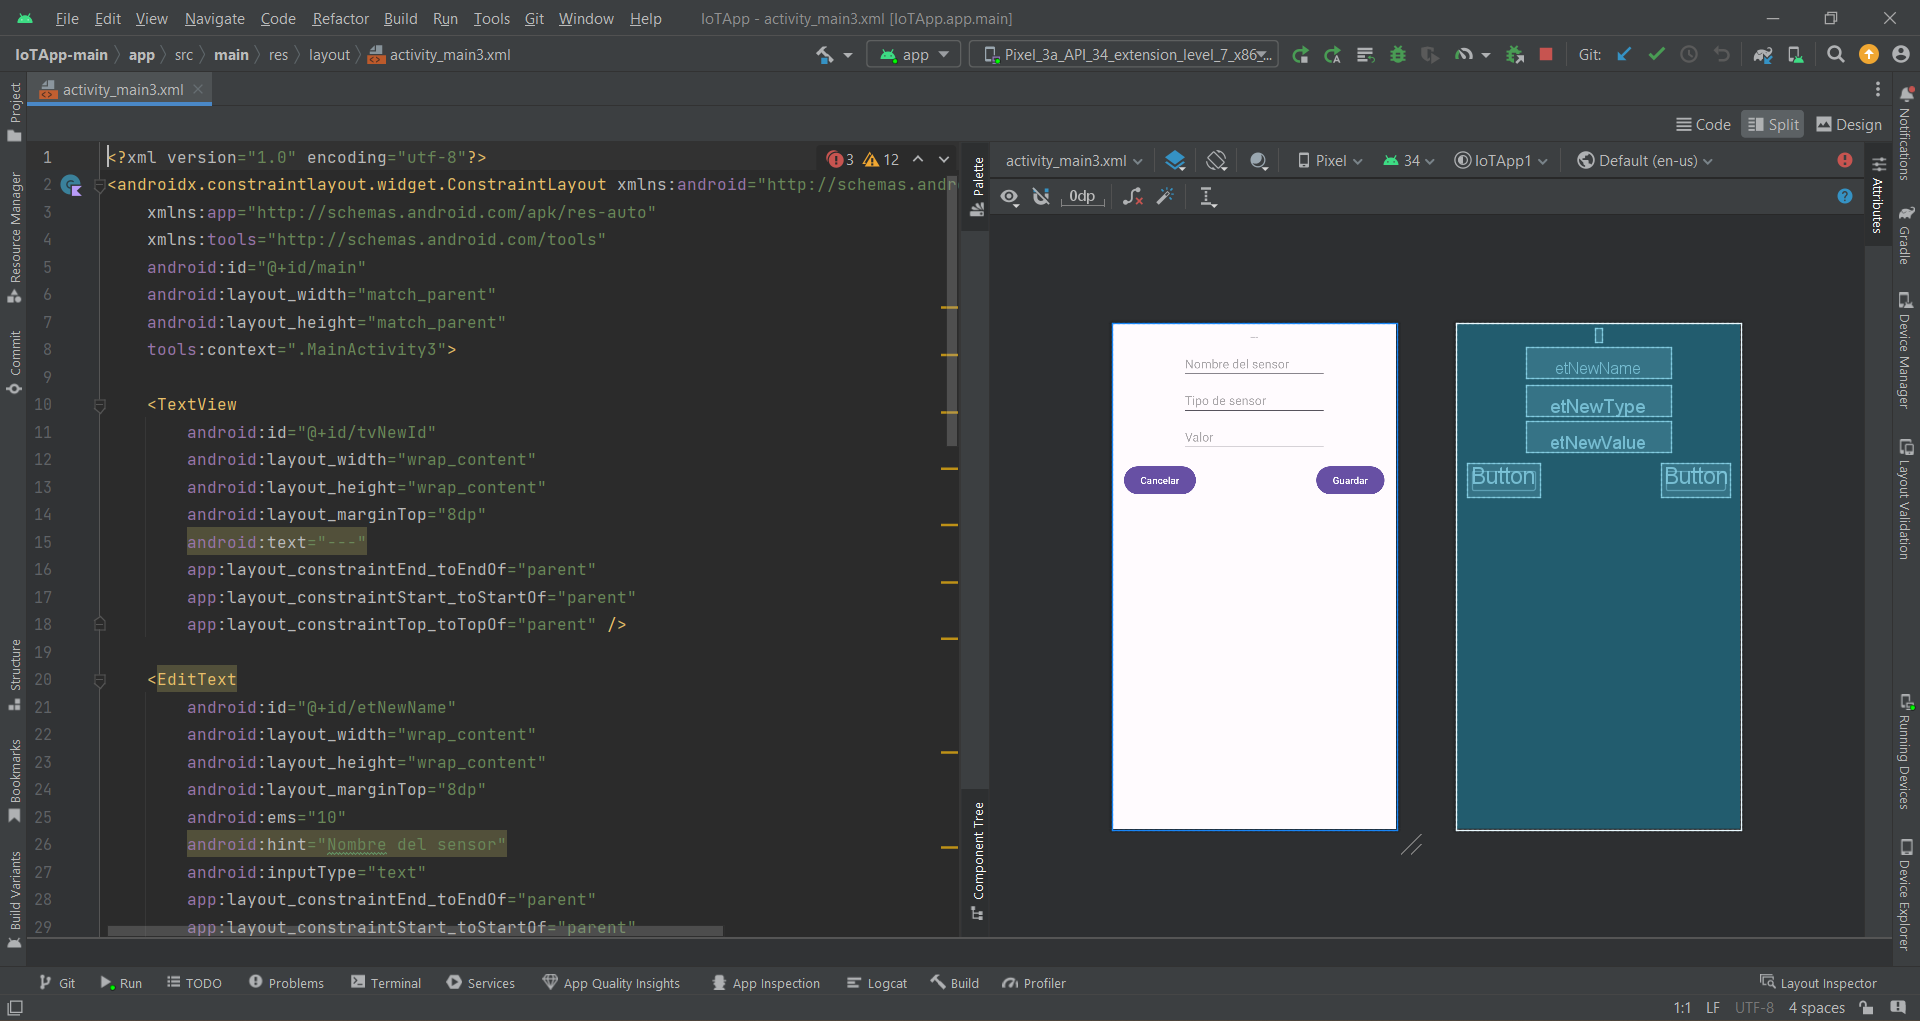 File Edit View Navigate Code Refactor Build Run Tools Git Window Help IoTApp - activity_main3.xml [IoTApp.app.main]
IoTApp-main app src main res layout activity_main3.xml app Pixel_3a_API_34_extension_level_7_x86_... Git:
activity_main3.xml
Code Split Design
3 12
activity_main3.xml Pixel 34 IoTApp1 Default (en-us)
0dp
1 <?xml version="1.0" encoding="utf-8"?>
2 <androidx.constraintlayout.widget.ConstraintLayout xmlns:android="http://schemas.andr
3 xmlns:app="http://schemas.android.com/apk/res-auto"
4 xmlns:tools="http://schemas.android.com/tools"
5 android:id="@+id/main"
6 android:layout_width="match_parent"
7 android:layout_height="match_parent"
8 tools:context=".MainActivity3">
9
10 <TextView
11 android:id="@+id/tvNewId"
12 android:layout_width="wrap_content"
13 android:layout_height="wrap_content"
14 android:layout_marginTop="8dp"
15 android:text="---"
16 app:layout_constraintEnd_toEndOf="parent"
17 app:layout_constraintStart_toStartOf="parent"
18 app:layout_constraintTop_toTopOf="parent" />
19
20 <EditText
21 android:id="@+id/etNewName"
22 android:layout_width="wrap_content"
23 android:layout_height="wrap_content"
24 android:layout_marginTop="8dp"
25 android:ems="10"
26 android:hint="Nombre del sensor"
27 android:inputType="text"
28 app:layout_constraintEnd_toEndOf="parent"
29 app:layout_constraintStart_toStartOf="parent"
---
Nombre del sensor
Tipo de sensor
Valor
Cancelar Guardar
etNewName
etNewType
etNewValue
Button Button
Project
Resource Manager
Commit
Structure
Bookmarks
Build Variants
Palette
Component Tree
Attributes
Notifications
Gradle
Device Manager
Layout Validation
Running Devices
Device Explorer
Git Run TODO Problems Terminal Services App Quality Insights App Inspection Logcat Build Profiler Layout Inspector
1:1 LF UTF-8 4 spaces